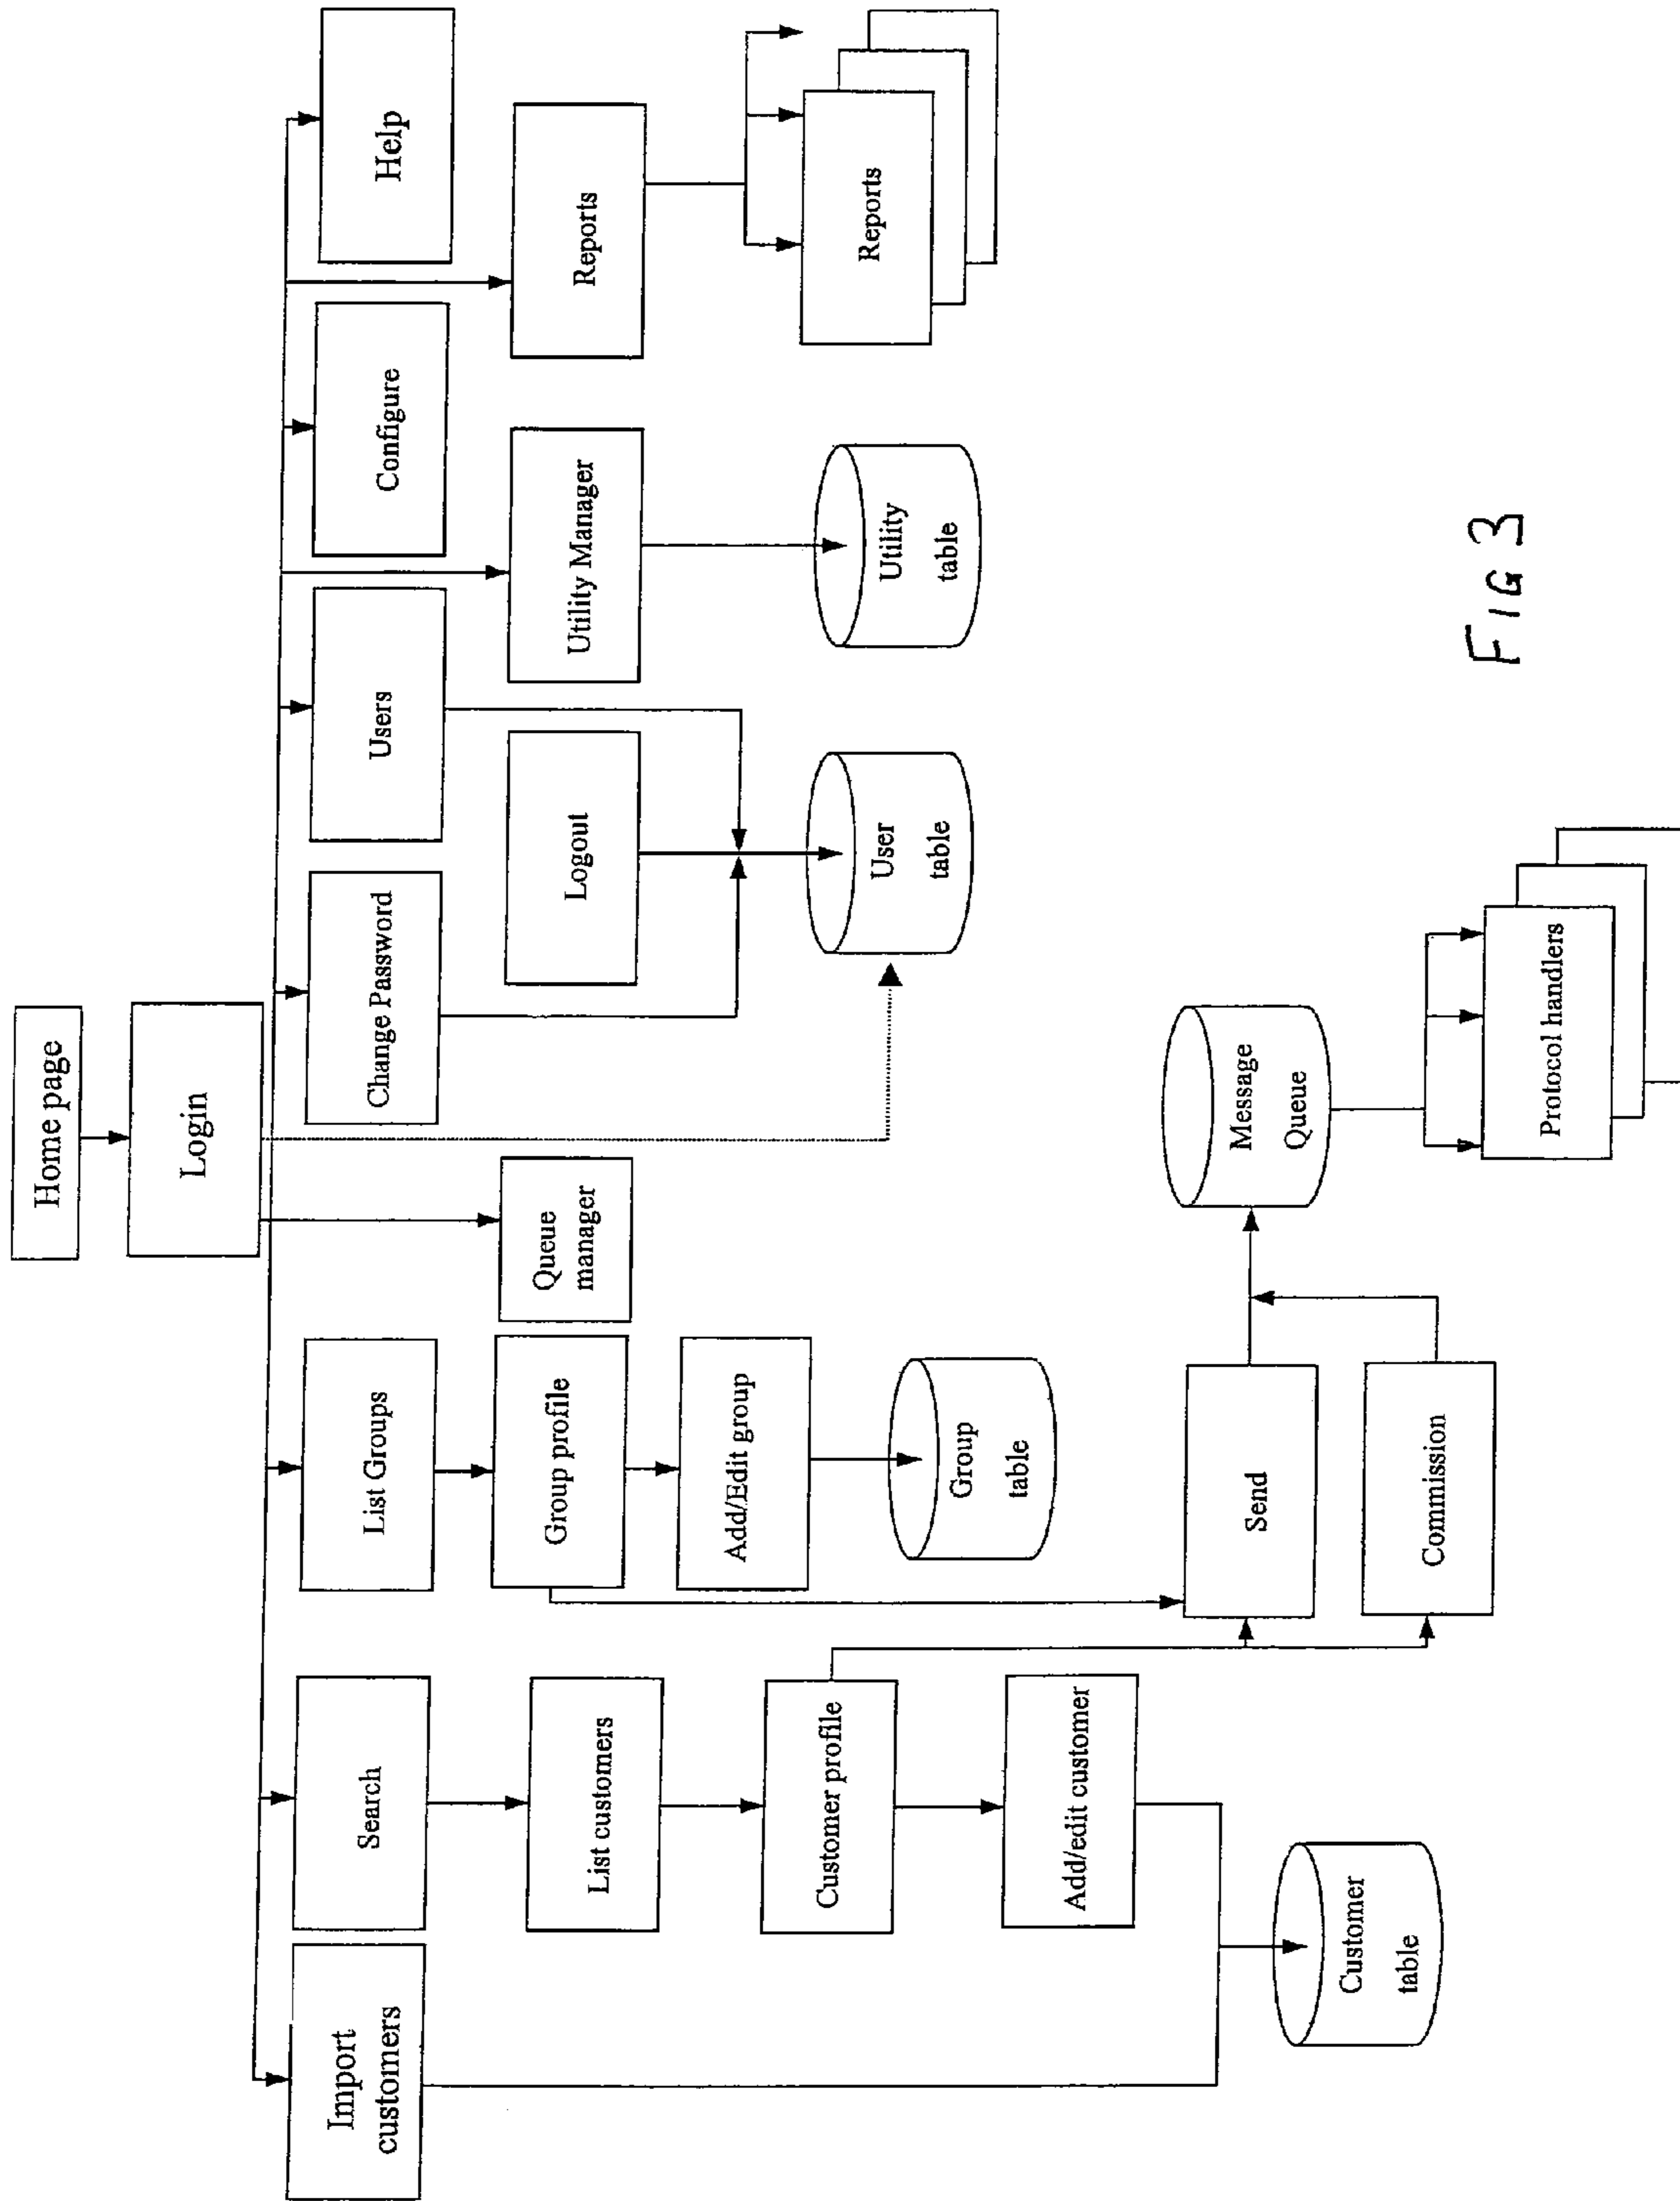 Home page
Login
Import
customers
Search
List Groups
Change Password
Users
Configure
Help
List customers
Group profile
Queue
manager
Logout
Utility Manager
Reports
Customer profile
Add/Edit group
User
table
Utility
table
Reports
Add/edit customer
Group
table
Customer
table
Send
Commission
Message
Queue
Protocol handlers
FIG 3